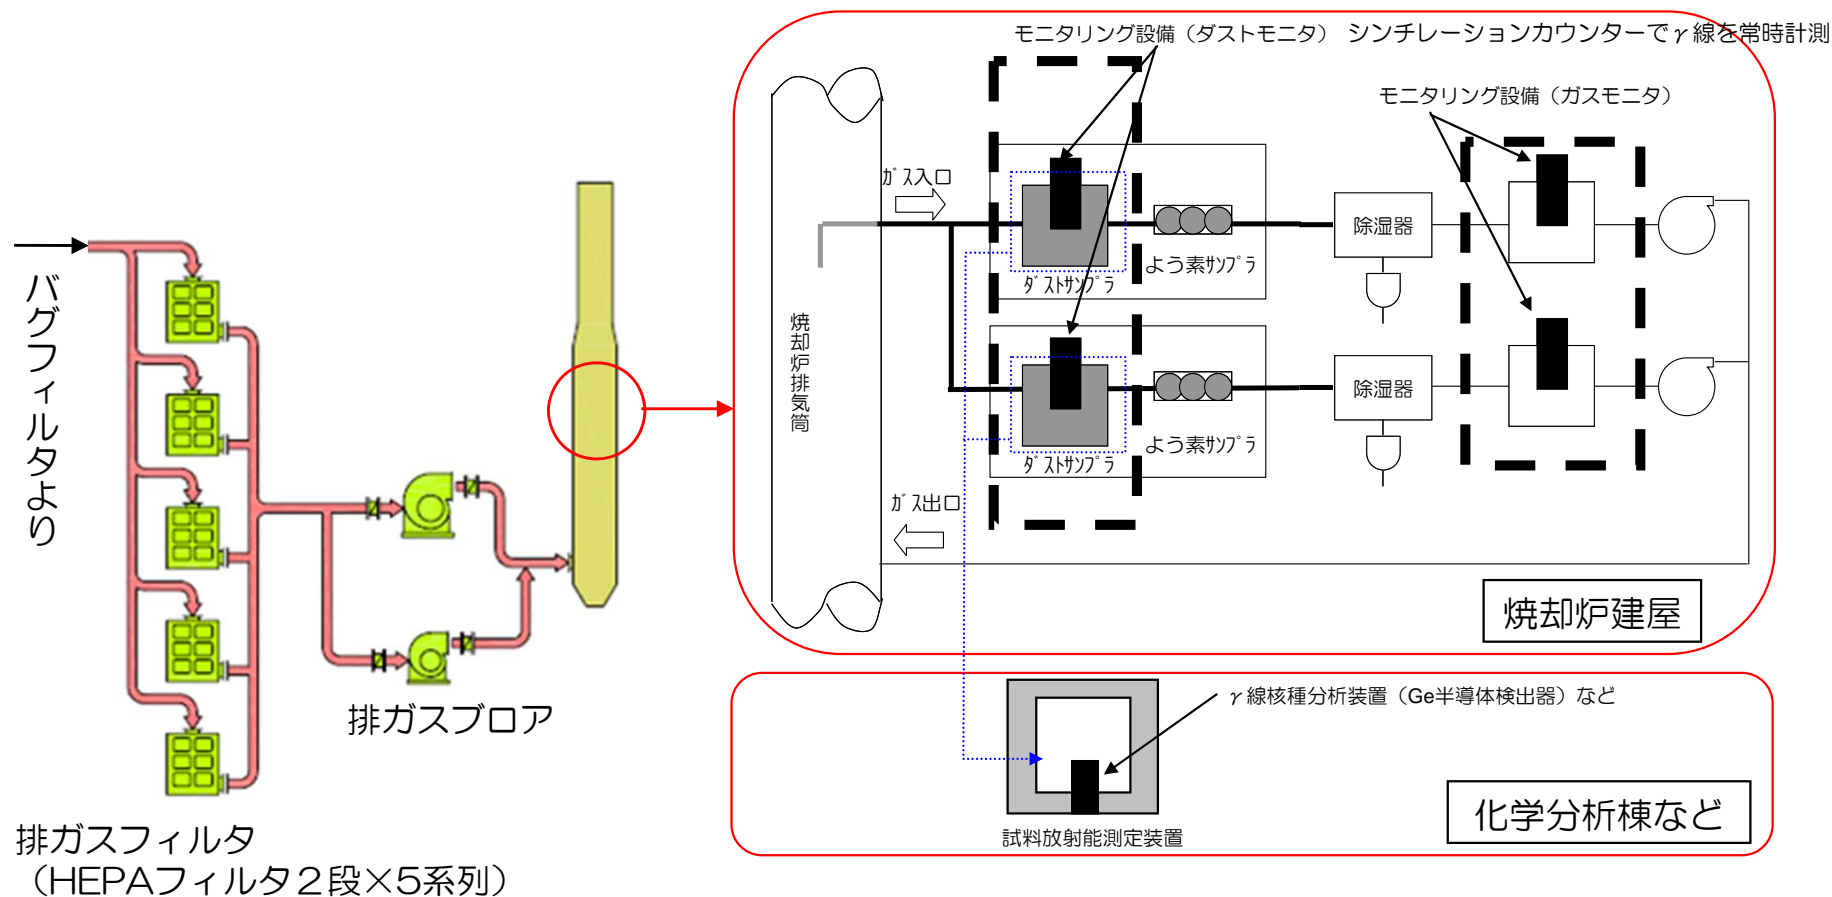 モニタリング設備（ダストモニタ） シンチレーションカウンターでγ線を常時計測
モニタリング設備（ガスモニタ）
ｶﾞｽ入口
除湿器
よう素ｻﾝﾌﾟﾗ
ﾀﾞｽﾄｻﾝﾌﾟﾗ
バグフィルタより
焼却炉排気筒
除湿器
よう素ｻﾝﾌﾟﾗ
ﾀﾞｽﾄｻﾝﾌﾟﾗ
ｶﾞｽ出口
焼却炉建屋
排ガスブロア
γ線核種分析装置（Ge半導体検出器）など
化学分析棟など
試料放射能測定装置
排ガスフィルタ
（HEPAフィルタ２段×5系列）